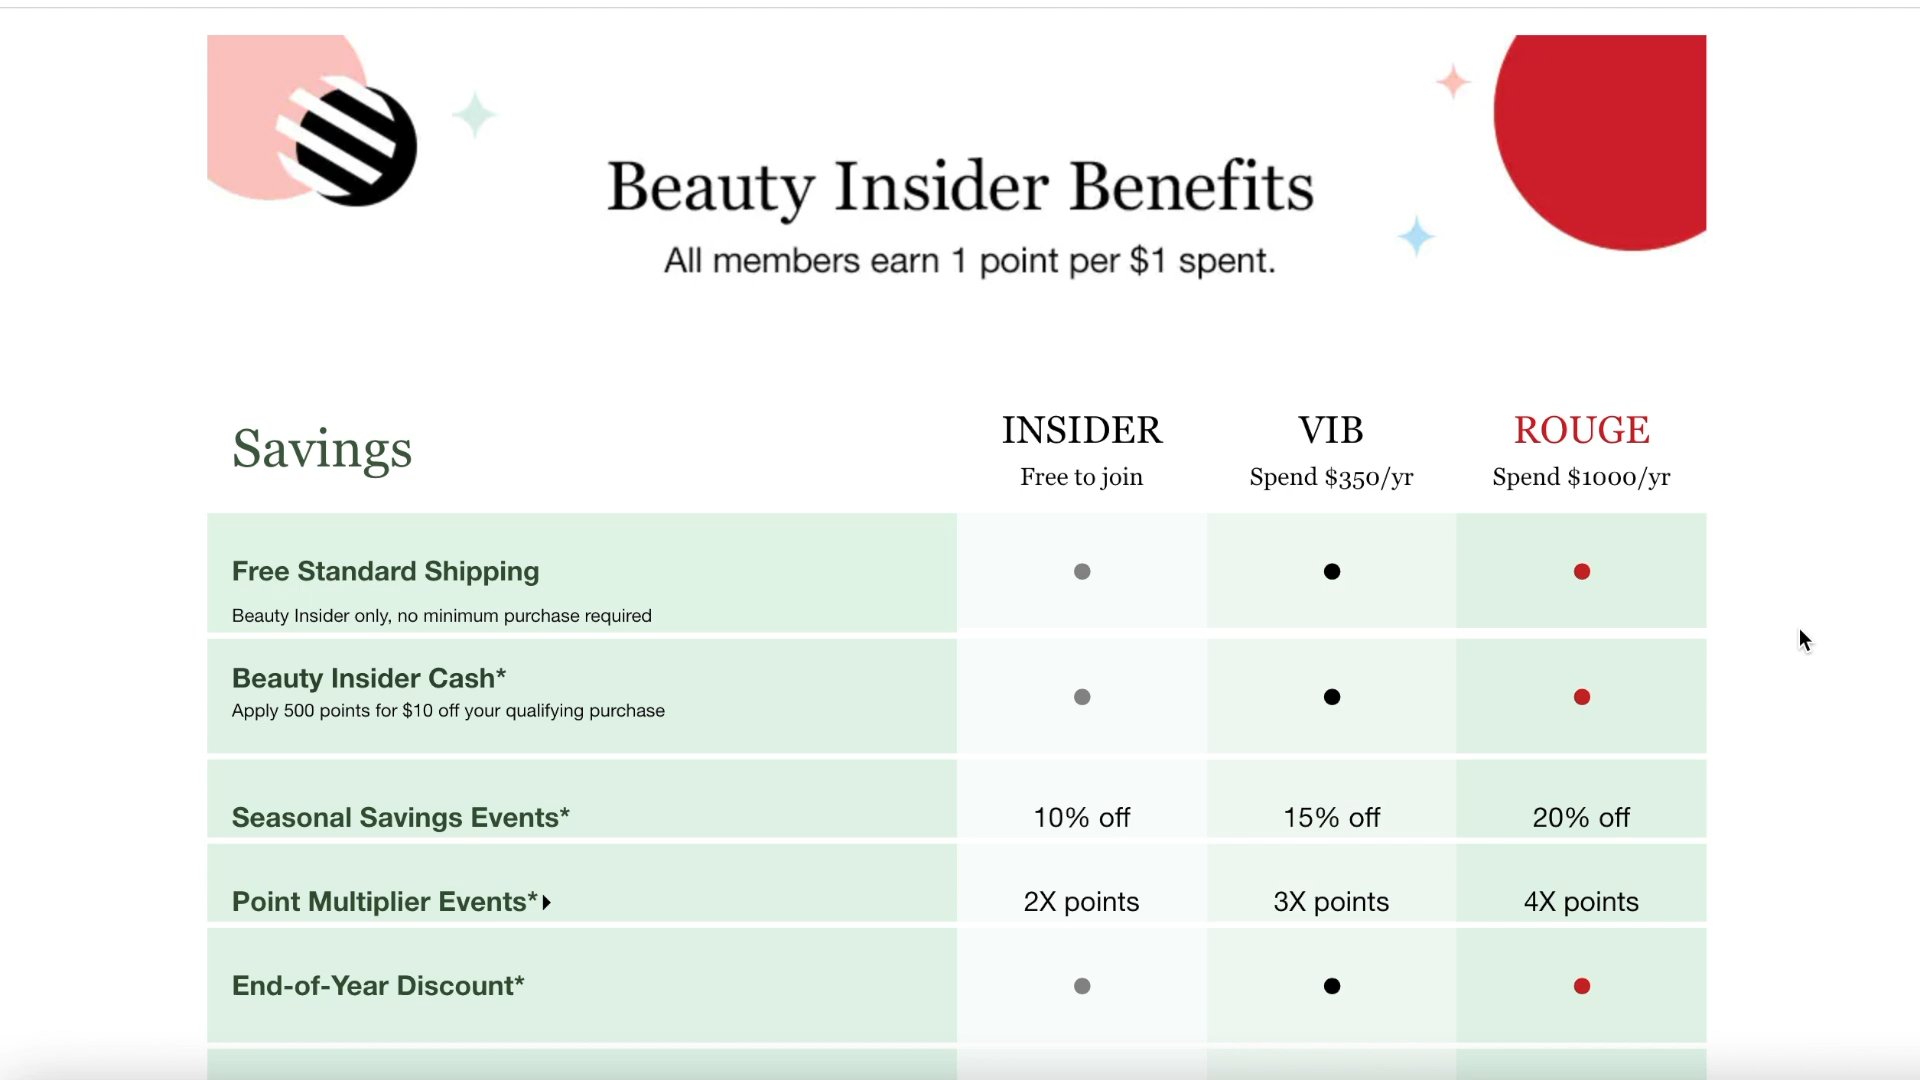 Beauty Insider Benefits
All members earn 1 point per $1 spent.
Savings
INSIDER
Free to join
VIB
Spend $350/yr
ROUGE
Spend $1000/yr
Free Standard Shipping
Beauty Insider only, no minimum purchase required
Beauty Insider Cash*
Apply 500 points for $10 off your qualifying purchase
Seasonal Savings Events* 10% off 15% off 20% off
Point Multiplier Events* 2X points 3X points 4X points
End-of-Year Discount*